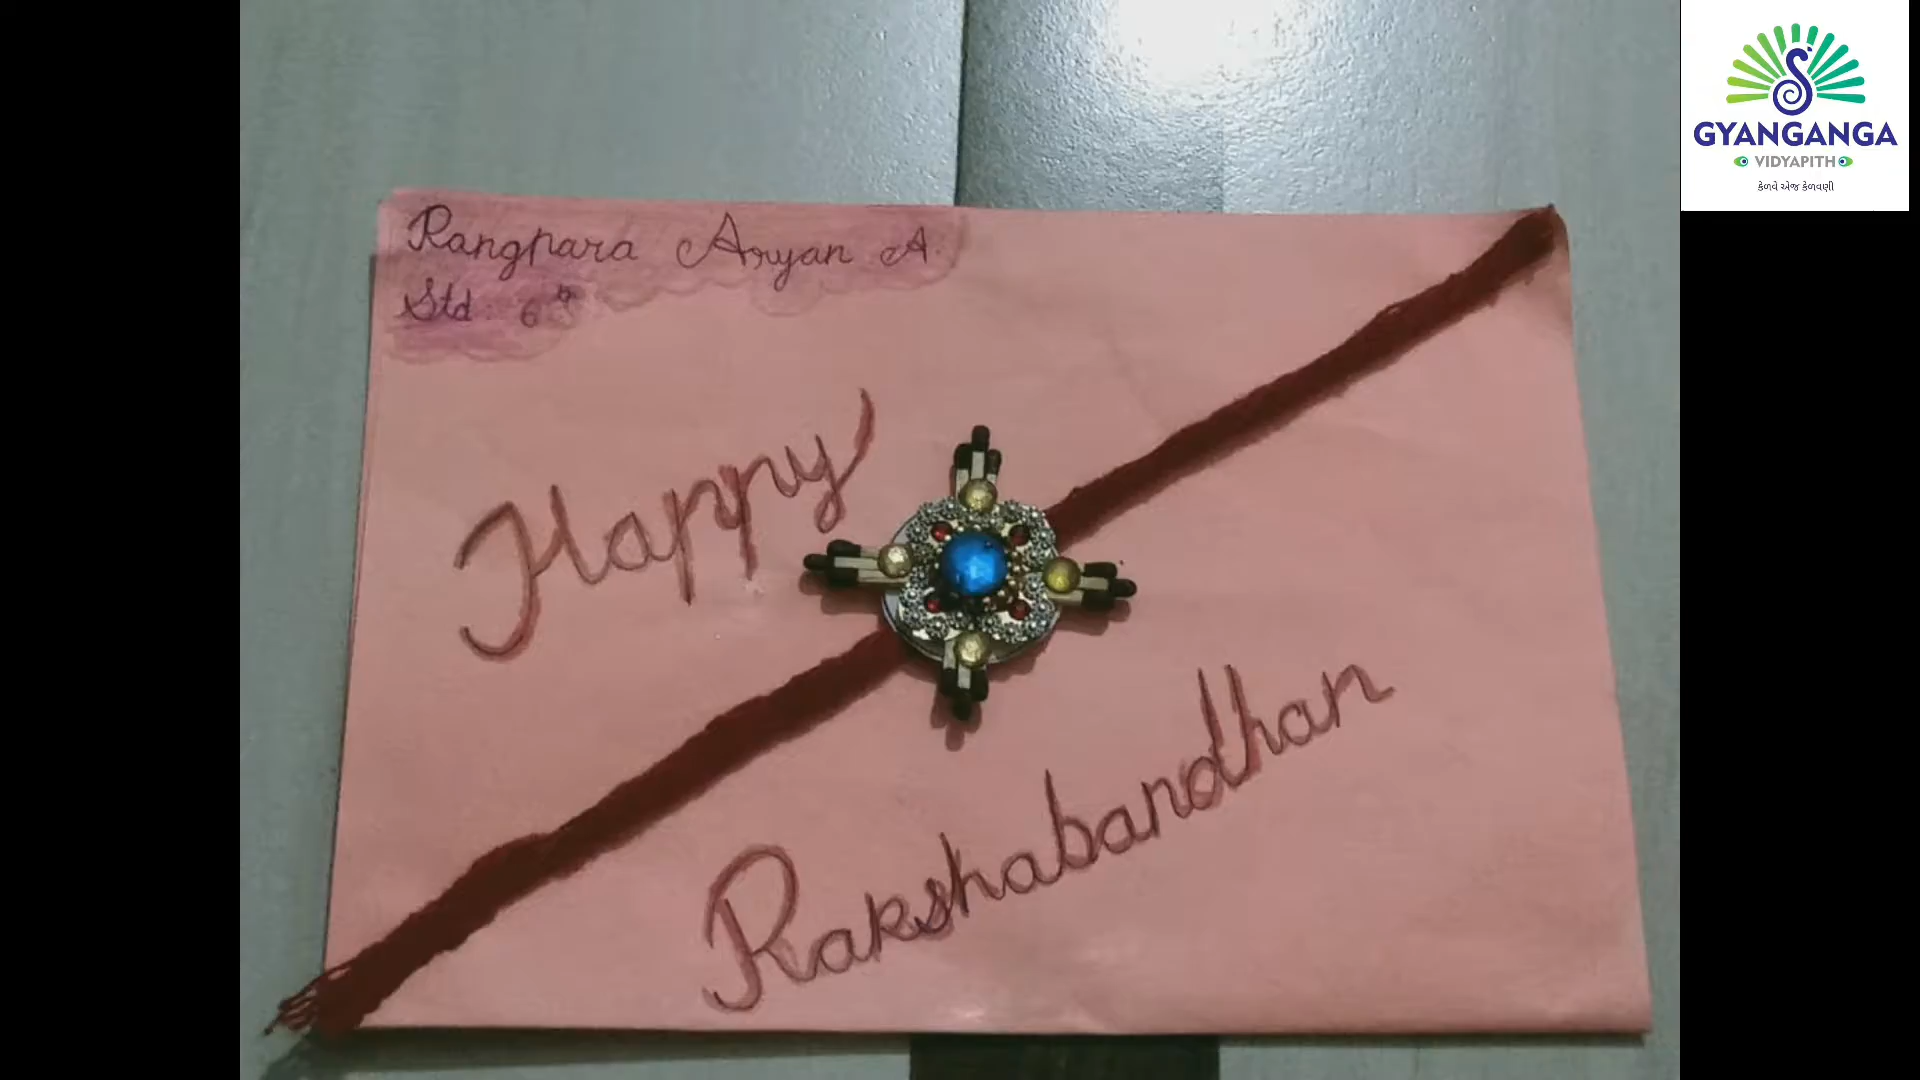 Rangpara Aryan A.
Std : 6th
Happy
Rakshabandhan
GYANGANGA
VIDYAPITH
કેળવે એજ કેળવણી